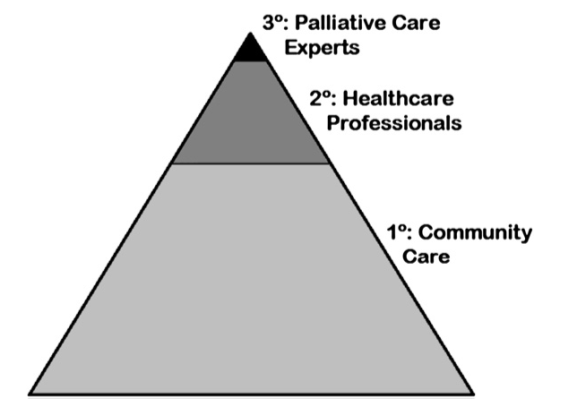 3º: Palliative Care
Experts
2º: Healthcare
Professionals
1º: Community
Care